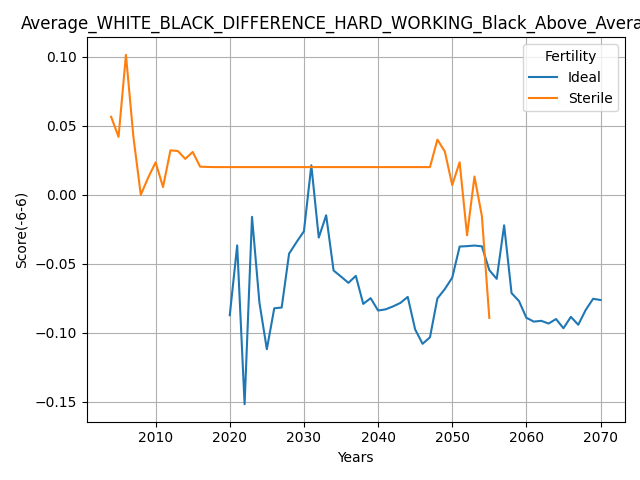 Average_WHITE_BLACK_DIFFERENCE_HARD_WORKING_Black_Above_Avera
Fertility
Ideal
Sterile
Score(-6-6)
0.10
0.05
0.00
−0.05
−0.10
−0.15
2010 2020 2030 2040 2050 2060 2070
Years